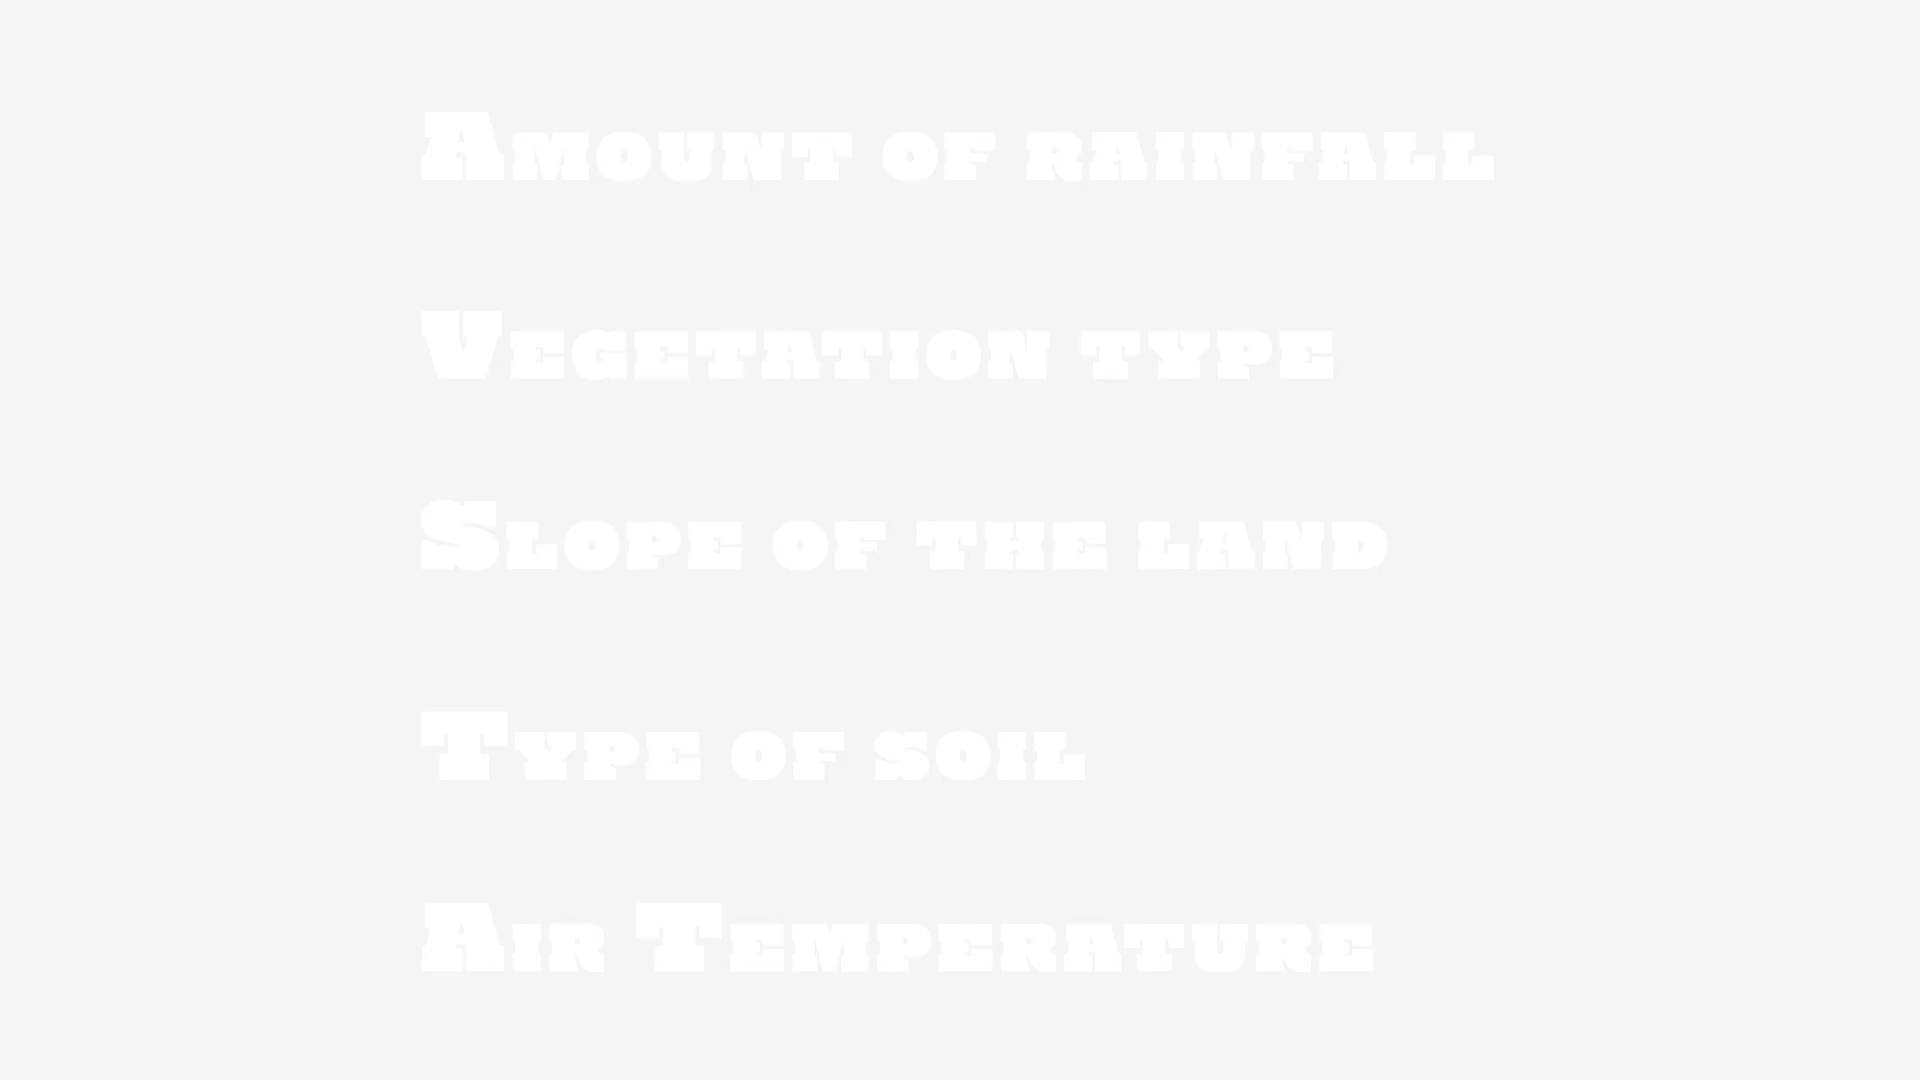 Amount of rainfall
Vegetation type
Slope of the land
Type of soil
Air Temperature